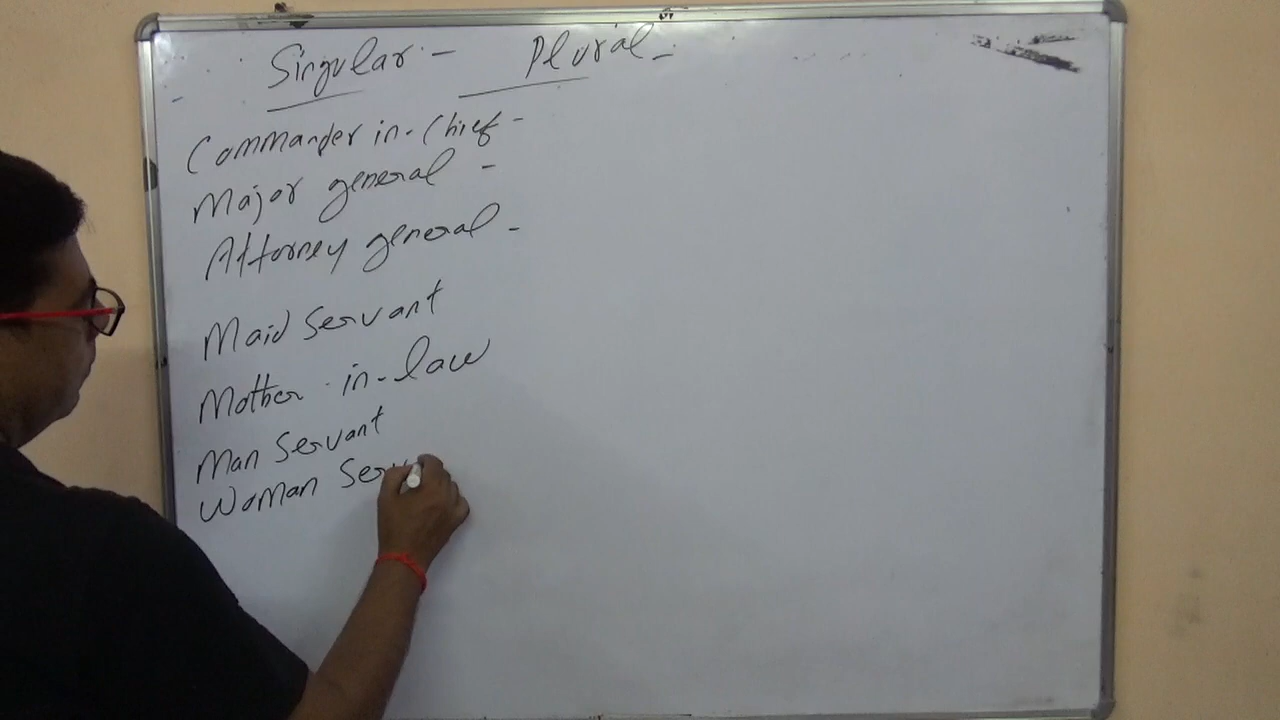 Singular - Plural -
Commander in-Chief -
Major general -
Attorney general -
Maid Servant
Mother in-law
Man Servant
Woman